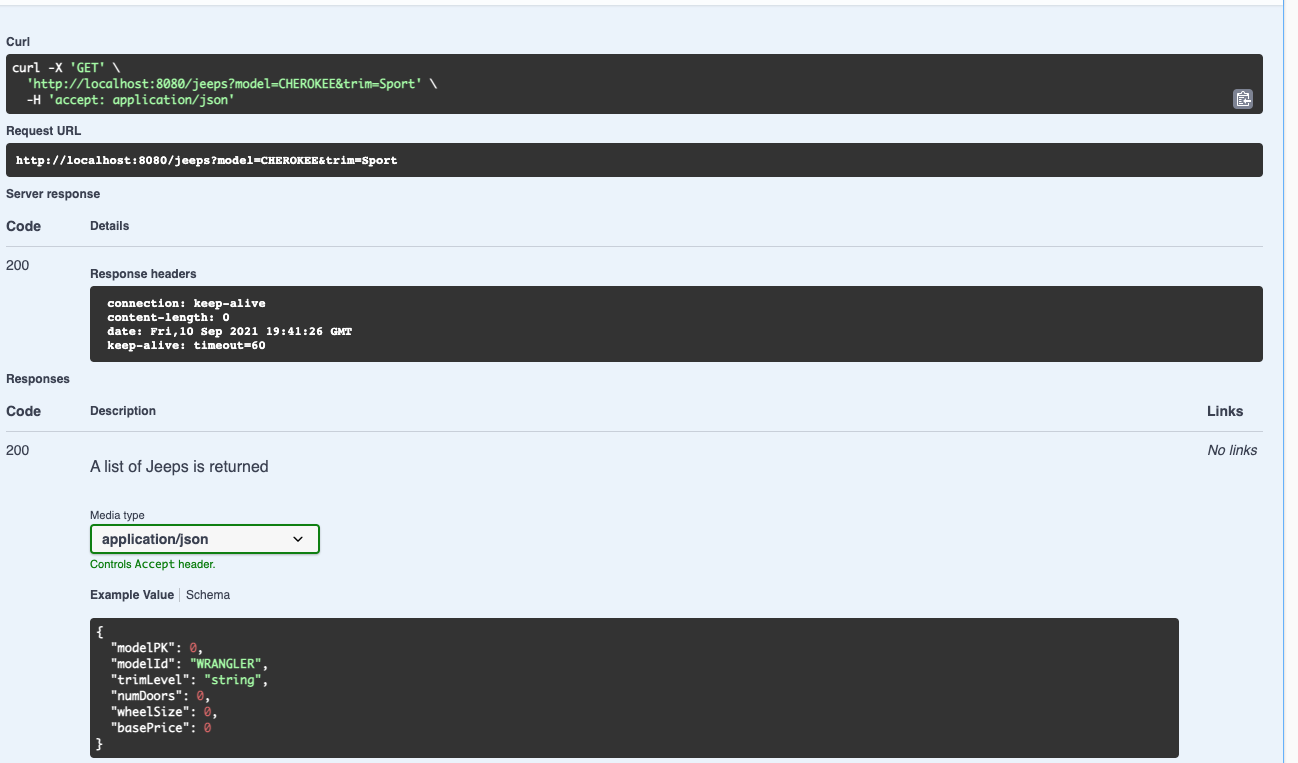 Curl
curl -X 'GET' \
  'http://localhost:8080/jeeps?model=CHEROKEE&trim=Sport' \
  -H 'accept: application/json'
Request URL
http://localhost:8080/jeeps?model=CHEROKEE&trim=Sport
Server response
Code Details
200
Response headers
connection: keep-alive
content-length: 0
date: Fri,10 Sep 2021 19:41:26 GMT
keep-alive: timeout=60
Responses
Code Description Links
200 No links
A list of Jeeps is returned
Media type
application/json
Controls Accept header.
Example Value Schema
{
  "modelPK": 0,
  "modelId": "WRANGLER",
  "trimLevel": "string",
  "numDoors": 0,
  "wheelSize": 0,
  "basePrice": 0
}